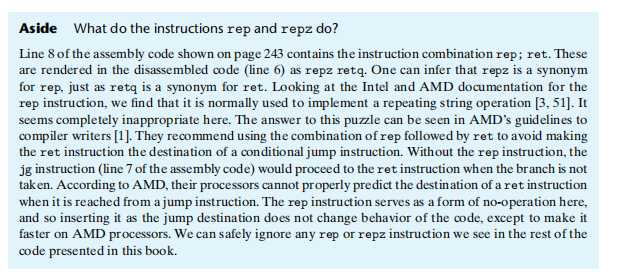 Aside What do the instructions rep and repz do?
Line 8 of the assembly code shown on page 243 contains the instruction combination rep; ret. These
are rendered in the disassembled code (line 6) as repz retq. One can infer that repz is a synonym
for rep, just as retq is a synonym for ret. Looking at the Intel and AMD documentation for the
rep instruction, we find that it is normally used to implement a repeating string operation [3, 51]. It
seems completely inappropriate here. The answer to this puzzle can be seen in AMD's guidelines to
compiler writers [1]. They recommend using the combination of rep followed by ret to avoid making
the ret instruction the destination of a conditional jump instruction. Without the rep instruction, the
jg instruction (line 7 of the assembly code) would proceed to the ret instruction when the branch is not
taken. According to AMD, their processors cannot properly predict the destination of a ret instruction
when it is reached from a jump instruction. The rep instruction serves as a form of no-operation here,
and so inserting it as the jump destination does not change behavior of the code, except to make it
faster on AMD processors. We can safely ignore any rep or repz instruction we see in the rest of the
code presented in this book.